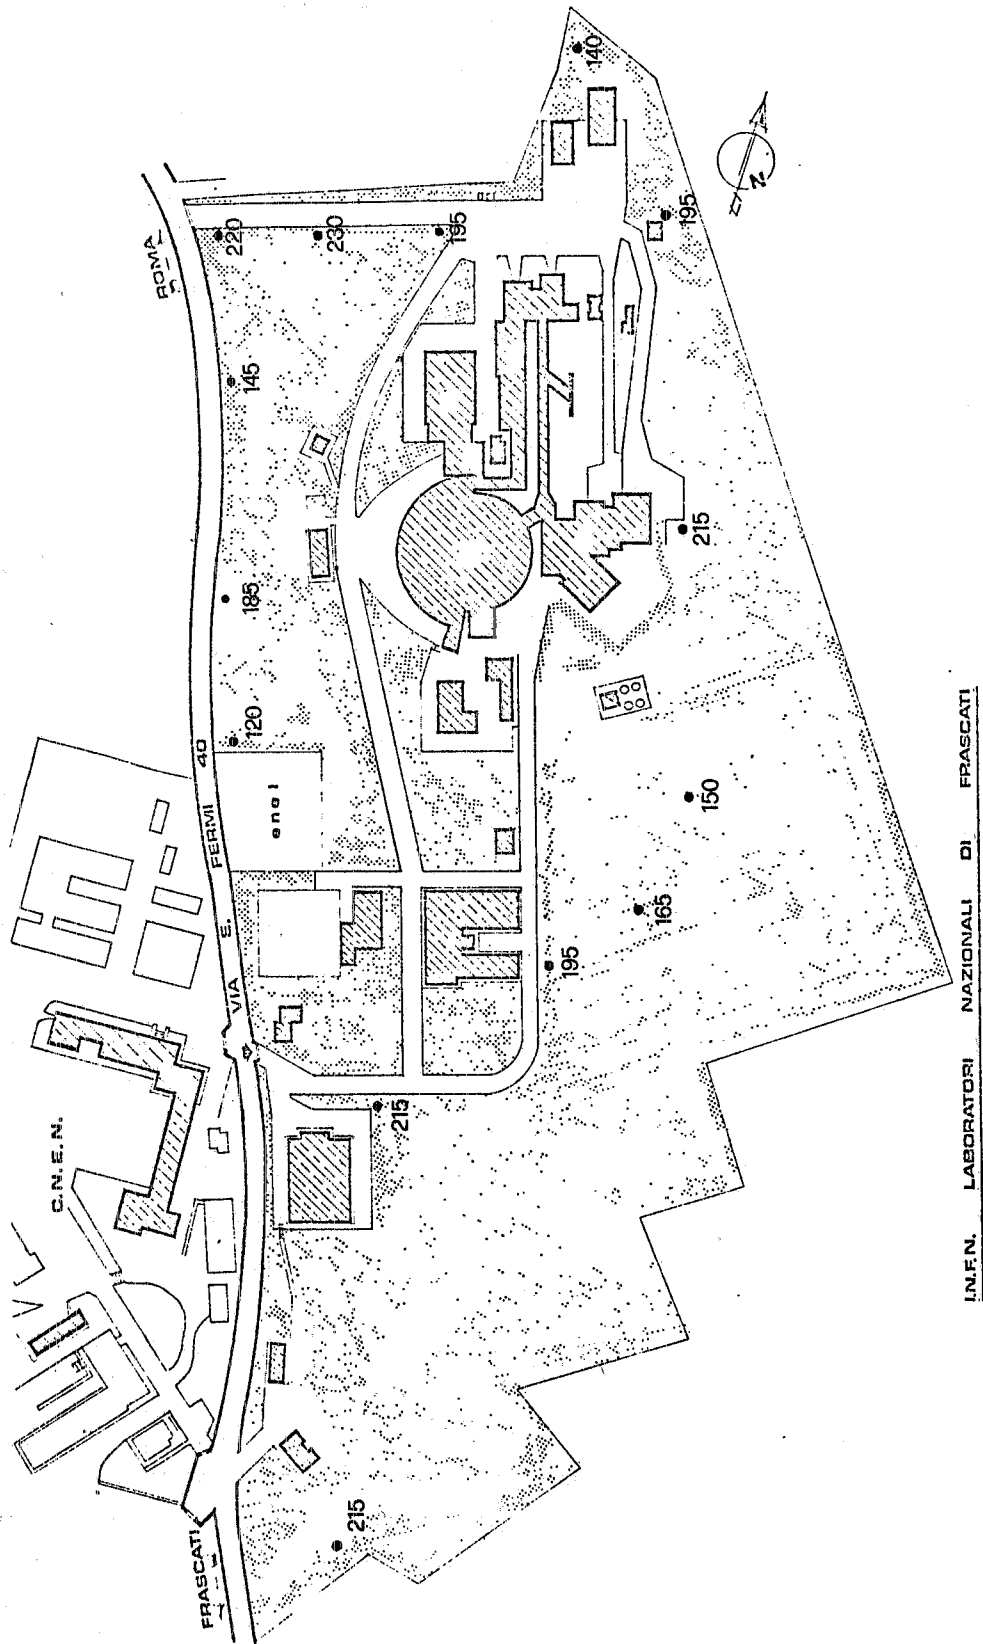 140
195
220
230
195
ROMA
145
215
185
120
VIA E. FERMI 40
enel
150
165
195
C.N.E.N.
215
FRASCATI
215
N
I.N.F.N. LABORATORI NAZIONALI DI FRASCATI